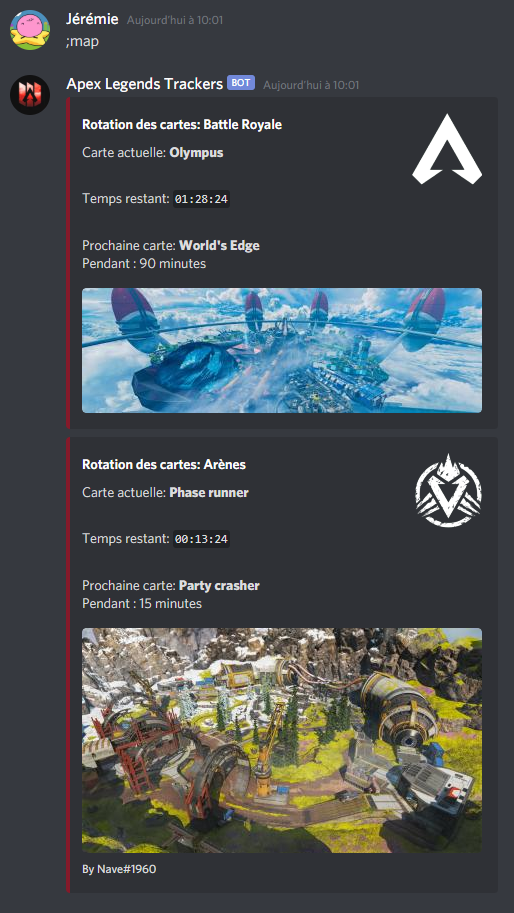 Jérémie Aujourd'hui à 10:01
;map
Apex Legends Trackers BOT Aujourd'hui à 10:01
Rotation des cartes: Battle Royale
Carte actuelle: Olympus
Temps restant: 01:28:24
Prochaine carte: World's Edge
Pendant : 90 minutes
Rotation des cartes: Arènes
Carte actuelle: Phase runner
Temps restant: 00:13:24
Prochaine carte: Party crasher
Pendant : 15 minutes
By Nave#1960